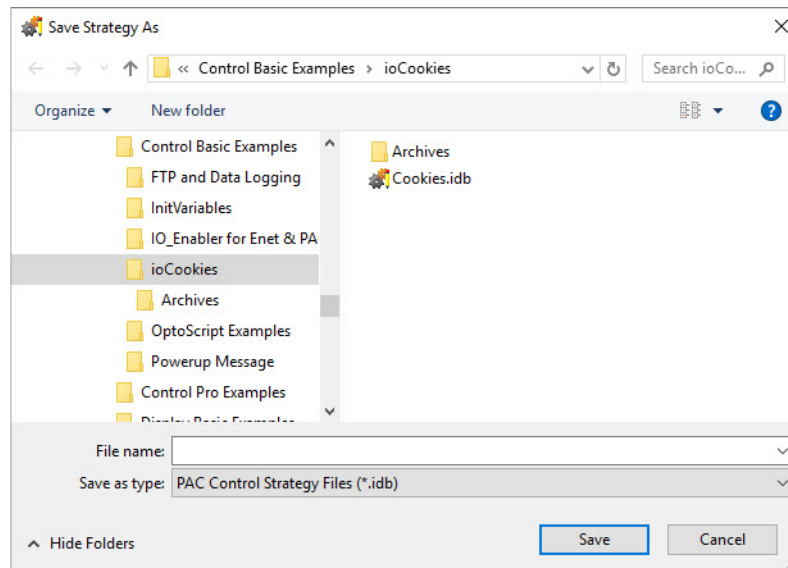 Save Strategy As
« Control Basic Examples > ioCookies
Search ioCo...
Organize
New folder
?
Control Basic Examples
FTP and Data Logging
InitVariables
IO_Enabler for Enet & PA
ioCookies
Archives
OptoScript Examples
Powerup Message
Control Pro Examples
Archives
Cookies.idb
File name:
Save as type: PAC Control Strategy Files (*.idb)
Hide Folders
Save
Cancel